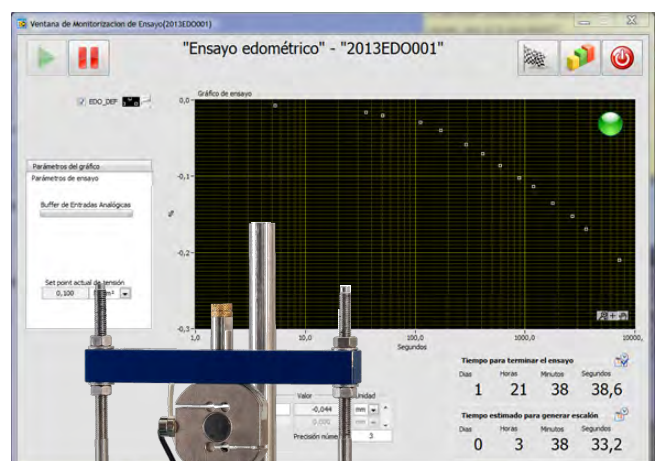 Ventana de Monitorizacion de Ensayo(2013EDO001)
"Ensayo edométrico" - "2013EDO001"
EDO_DEF
Gráfico de ensayo
0,0
-0,1
%
-0,2
-0,3
1,0 10,0 100,0 1000,0 10000,
Segundos
Parámetros del gráfico
Parámetros de ensayo
Buffer de Entradas Analógicas
Set point actual de tensión
0,100
Tiempo para terminar el ensayo
Dias Horas Minutos Segundos
1 21 38 38,6
Tiempo estimado para generar escalón
Dias Horas Minutos Segundos
0 3 38 33,2
Valor Unidad
-0,044 mm
0,000 mm
Precisión núme 3